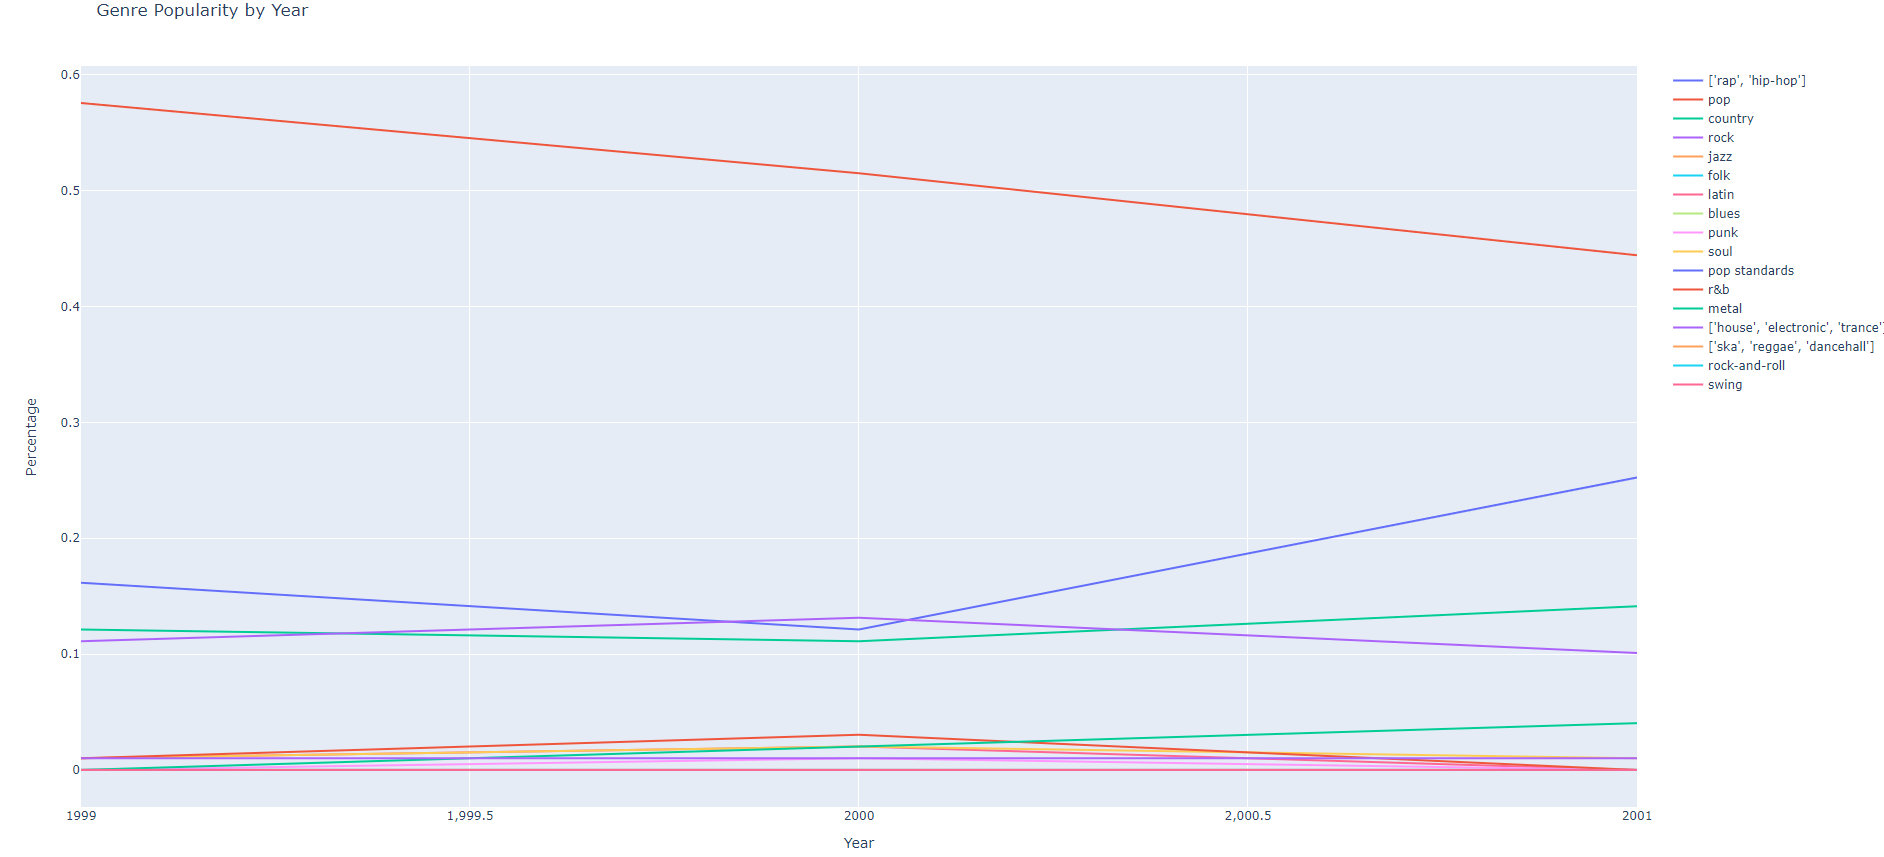 Genre Popularity by Year
0.6
0.5
0.4
0.3
0.2
0.1
0
Percentage
1999
1,999.5
2000
2,000.5
2001
Year
['rap', 'hip-hop']
pop
country
rock
jazz
folk
latin
blues
punk
soul
pop standards
r&b
metal
['house', 'electronic', 'trance']
['ska', 'reggae', 'dancehall']
rock-and-roll
swing